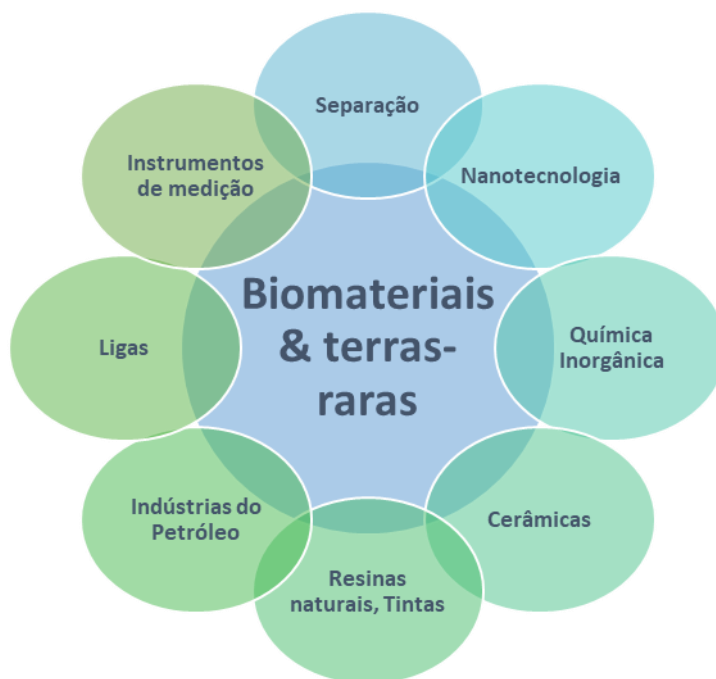 Separação
Nanotecnologia
Química
Inorgânica
Cerâmicas
Resinas
naturais, Tintas
Indústrias do
Petróleo
Ligas
Instrumentos
de medição
Biomateriais
& terras-
raras